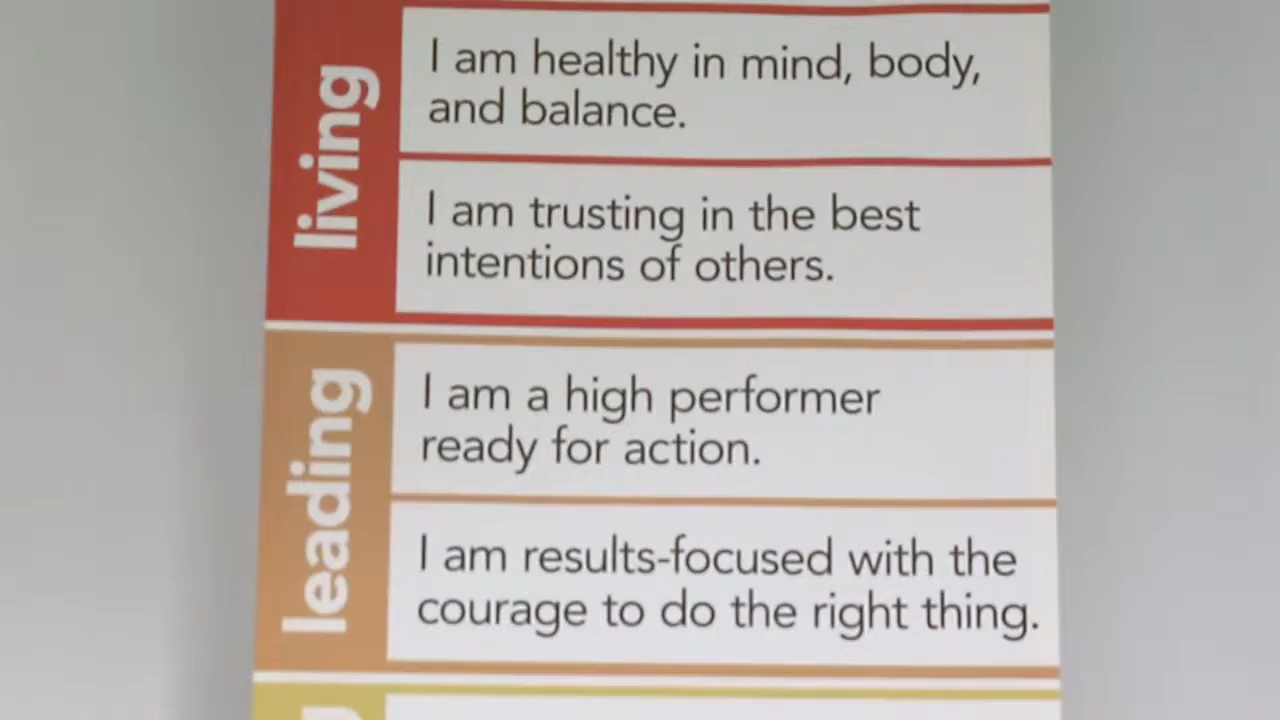 living
I am healthy in mind, body,
and balance.
I am trusting in the best
intentions of others.
leading
I am a high performer
ready for action.
I am results-focused with the
courage to do the right thing.